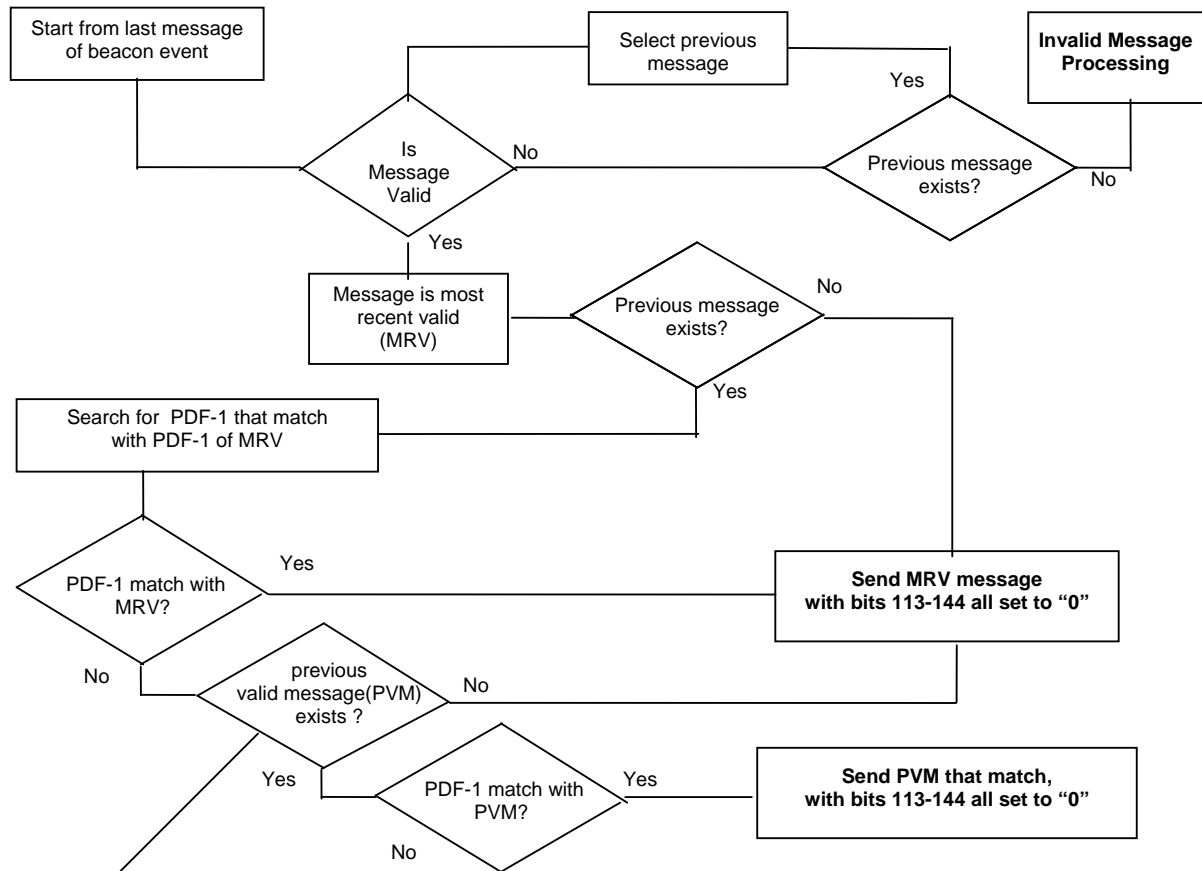 Start from last message
of beacon event
Select previous
message
Invalid Message
Processing
Yes
Is
Message
Valid
No
Previous message
exists?
No
Yes
Message is most
recent valid
(MRV)
Previous message
exists?
No
Yes
Search for PDF-1 that match
with PDF-1 of MRV
PDF-1 match with
MRV?
Yes
Send MRV message
with bits 113-144 all set to “0”
No
previous
valid message(PVM)
exists ?
No
Yes
PDF-1 match with
PVM?
Yes
Send PVM that match,
with bits 113-144 all set to “0”
No